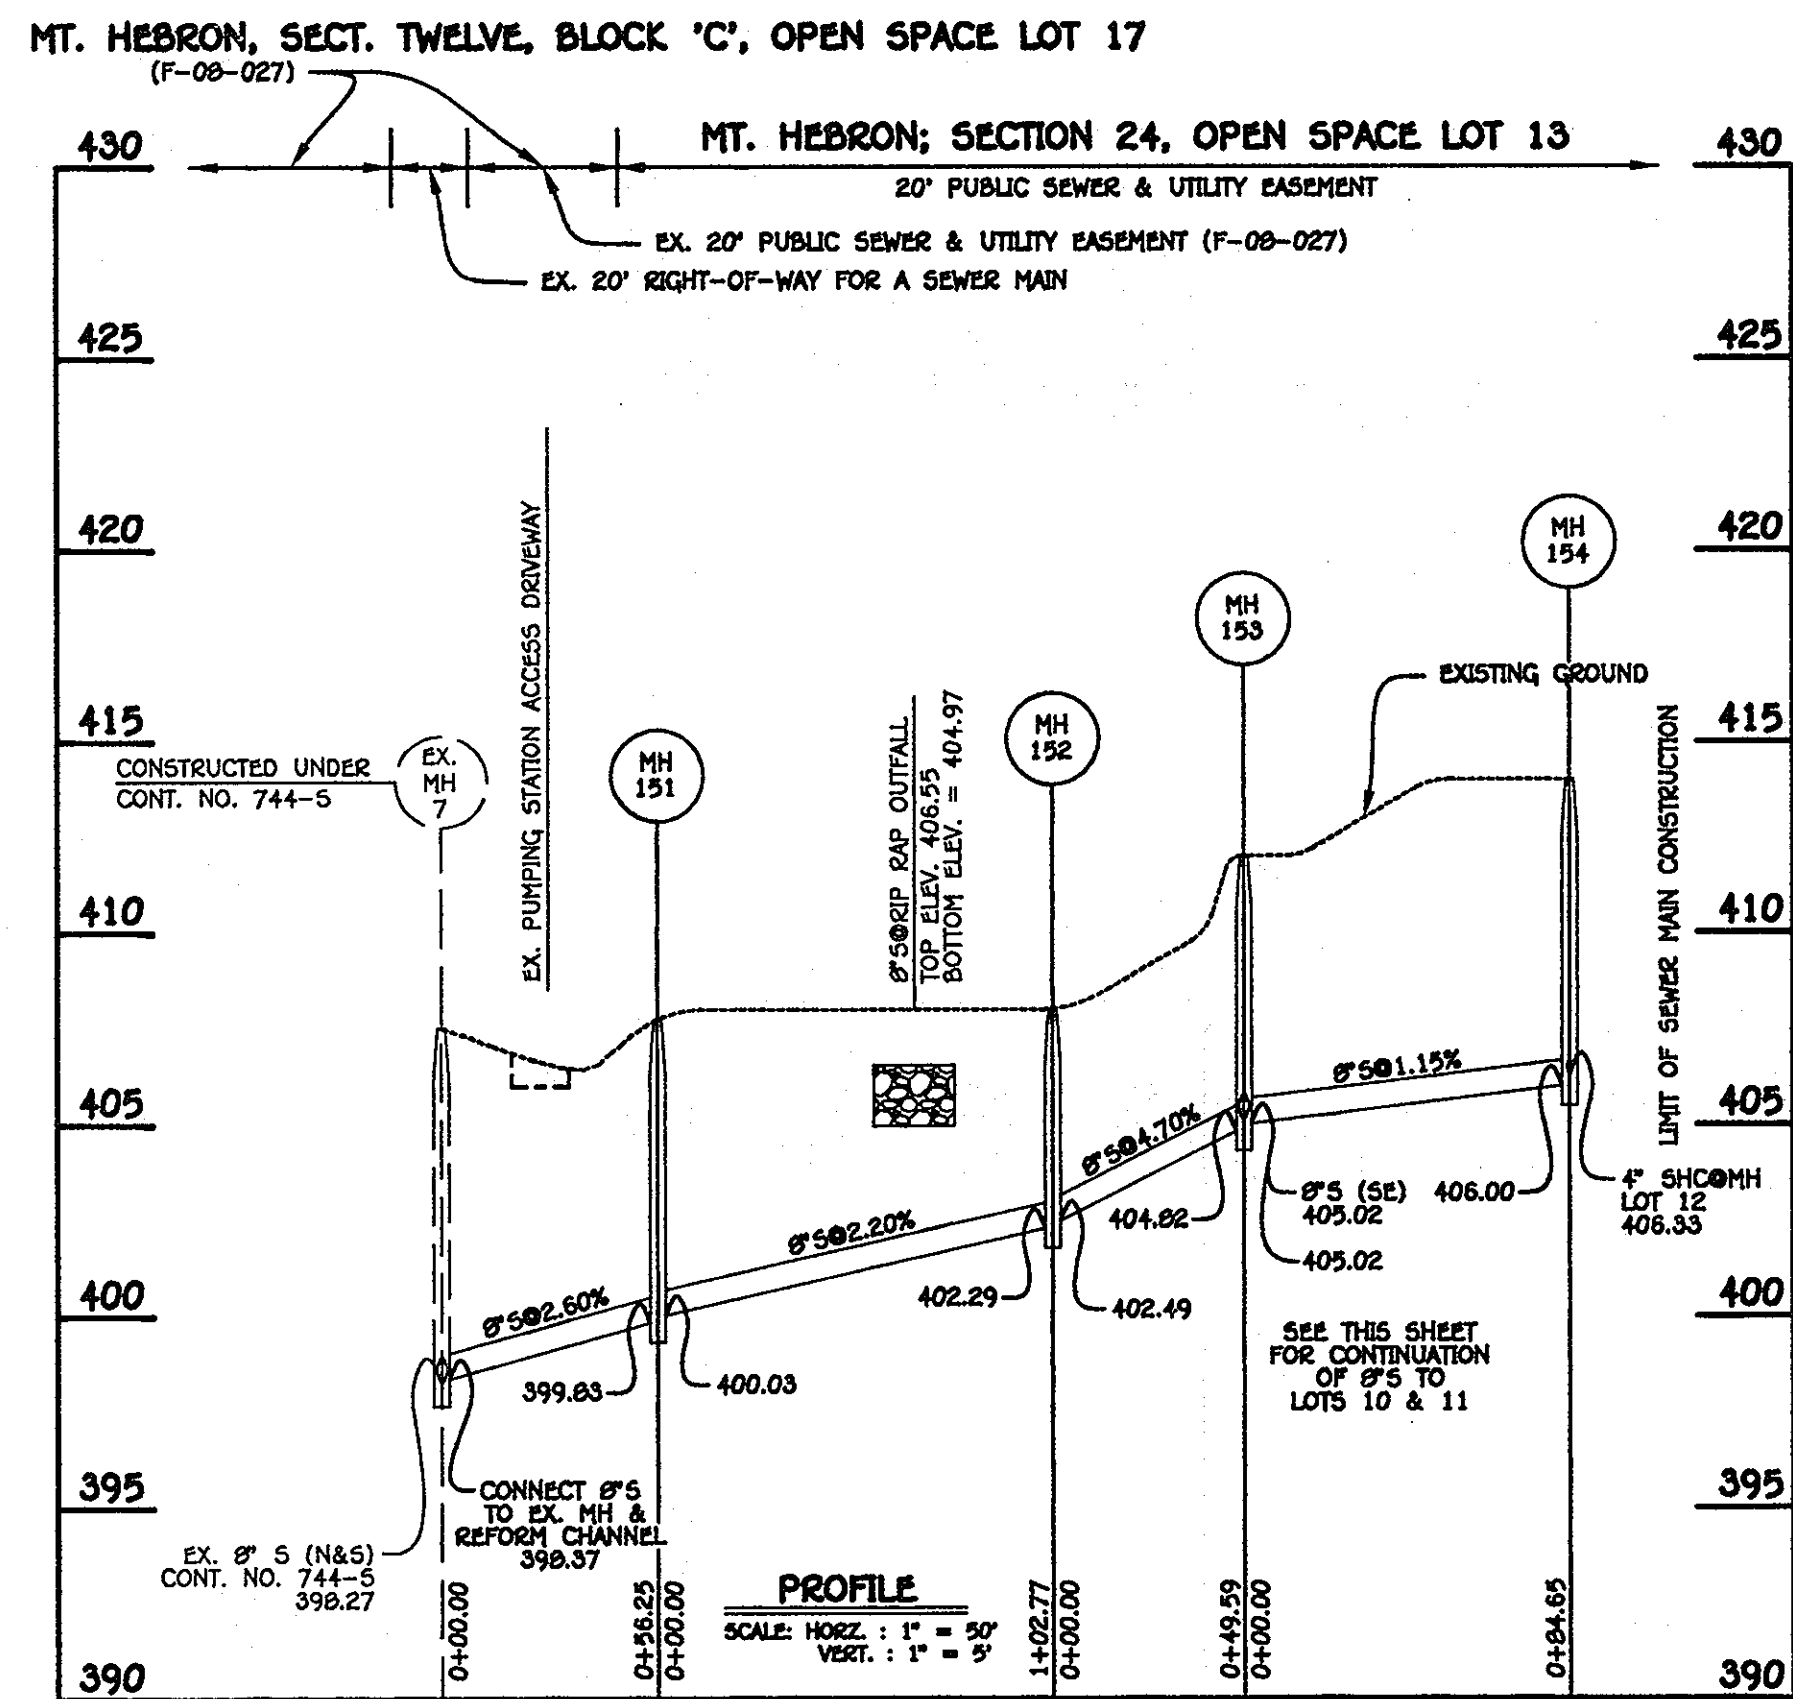 MT. HEBRON, SECT. TWELVE, BLOCK 'C', OPEN SPACE LOT 17
(F-08-027)
MT. HEBRON; SECTION 24, OPEN SPACE LOT 13
20' PUBLIC SEWER & UTILITY EASEMENT
EX. 20' PUBLIC SEWER & UTILITY EASEMENT (F-08-027)
EX. 20' RIGHT-OF-WAY FOR A SEWER MAIN
430
425
420
415
410
405
400
395
390
430
425
420
415
410
405
400
395
390
CONSTRUCTED UNDER
CONT. NO. 744-S
EX.
MH
7
EX. PUMPING STATION ACCESS DRIVEWAY
MH
151
8"S@RIP RAP OUTFALL
TOP ELEV. 406.55
BOTTOM ELEV. = 404.97
MH
152
MH
153
MH
154
EXISTING GROUND
LIMIT OF SEWER MAIN CONSTRUCTION
8"S@2.60%
8"S@2.20%
8"S@4.70%
8"S@1.15%
399.83
400.03
402.29
402.49
404.82
8"S (SE)
405.02
405.02
406.00
4" SHC@MH
LOT 12
406.33
SEE THIS SHEET
FOR CONTINUATION
OF 8"S TO
LOTS 10 & 11
CONNECT 8"S
TO EX. MH &
REFORM CHANNEL
398.37
EX. 8" S (N&S)
CONT. NO. 744-S
398.27
PROFILE
SCALE: HORZ. : 1" = 50'
VERT. : 1" = 5'
0+00.00
0+56.25
0+00.00
1+02.77
0+00.00
0+49.59
0+00.00
0+84.65